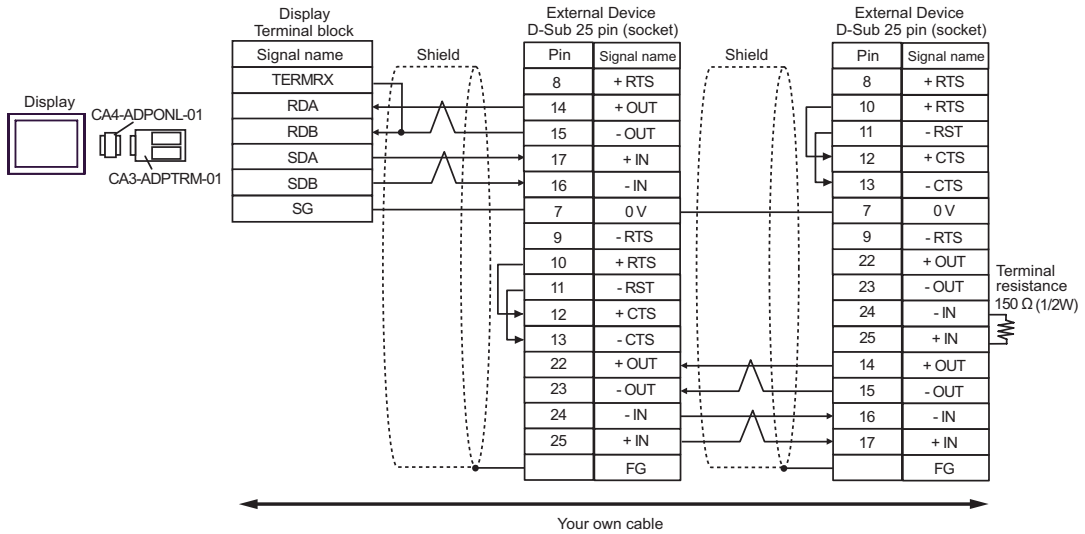 Display
Terminal block
External Device
D-Sub 25 pin (socket)
External Device
D-Sub 25 pin (socket)
Signal name
Shield
Pin Signal name
Shield
Pin Signal name
TERMRX 8 + RTS 8 + RTS
Display
CA4-ADPONL-01
CA3-ADPTRM-01
RDA 14 + OUT 10 + RTS
RDB 15 - OUT 11 - RST
SDA 17 + IN 12 + CTS
SDB 16 - IN 13 - CTS
SG 7 0 V 7 0 V
9 - RTS 9 - RTS
10 + RTS 22 + OUT
11 - RST 23 - OUT
12 + CTS 24 - IN
13 - CTS 25 + IN
Terminal
resistance
150 Ω (1/2W)
22 + OUT 14 + OUT
23 - OUT 15 - OUT
24 - IN 16 - IN
25 + IN 17 + IN
FG FG
Your own cable